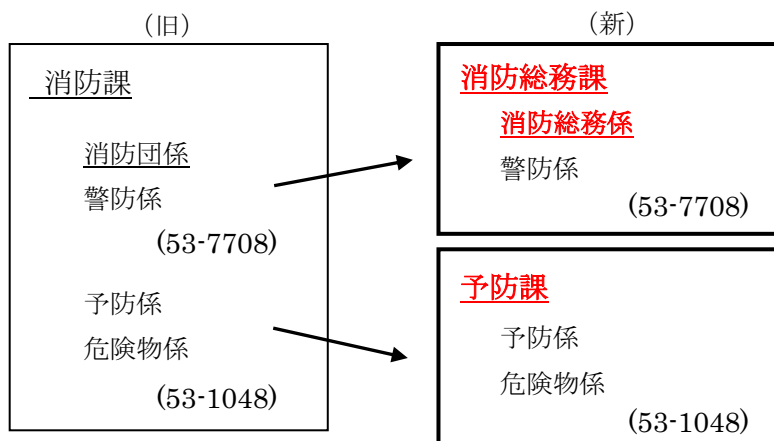 （旧）
消防課
消防団係
警防係
(53-7708)
予防係
危険物係
(53-1048)
（新）
消防総務課
消防総務係
警防係
(53-7708)
予防課
予防係
危険物係
(53-1048)